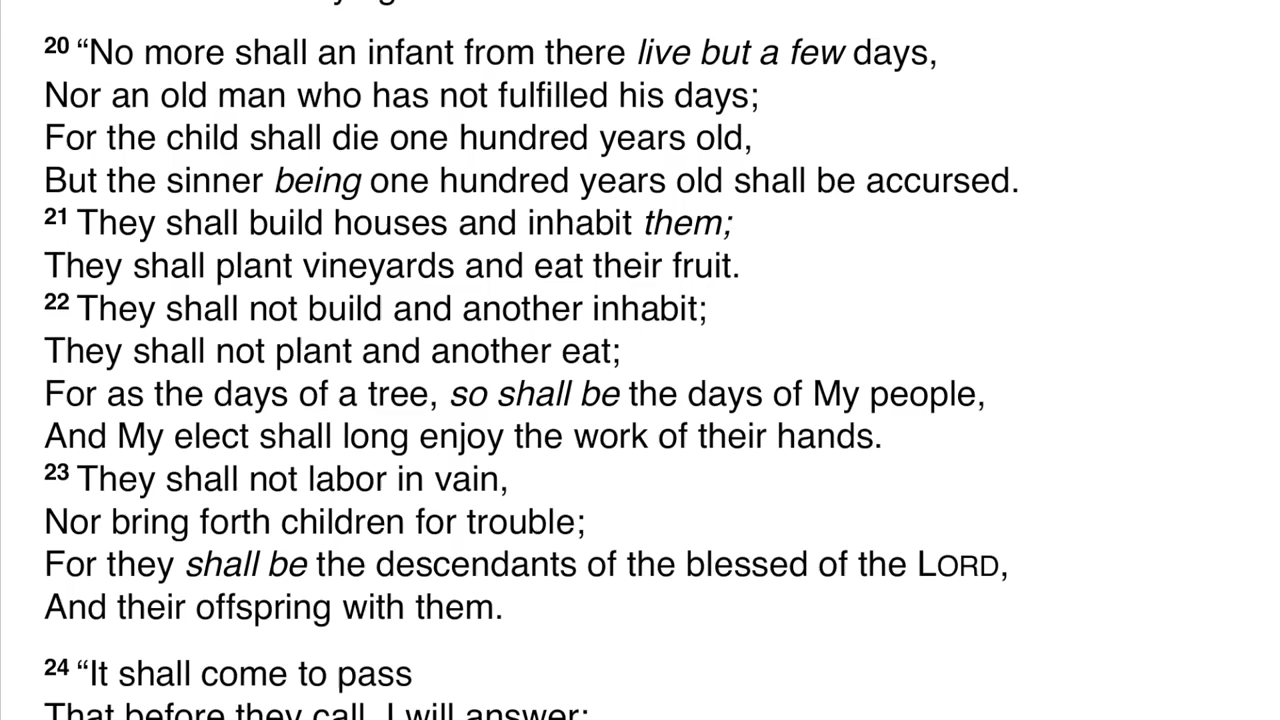 20 “No more shall an infant from there live but a few days,
Nor an old man who has not fulfilled his days;
For the child shall die one hundred years old,
But the sinner being one hundred years old shall be accursed.
21 They shall build houses and inhabit them;
They shall plant vineyards and eat their fruit.
22 They shall not build and another inhabit;
They shall not plant and another eat;
For as the days of a tree, so shall be the days of My people,
And My elect shall long enjoy the work of their hands.
23 They shall not labor in vain,
Nor bring forth children for trouble;
For they shall be the descendants of the blessed of the LORD,
And their offspring with them.
24 “It shall come to pass
That before they call, I will answer;